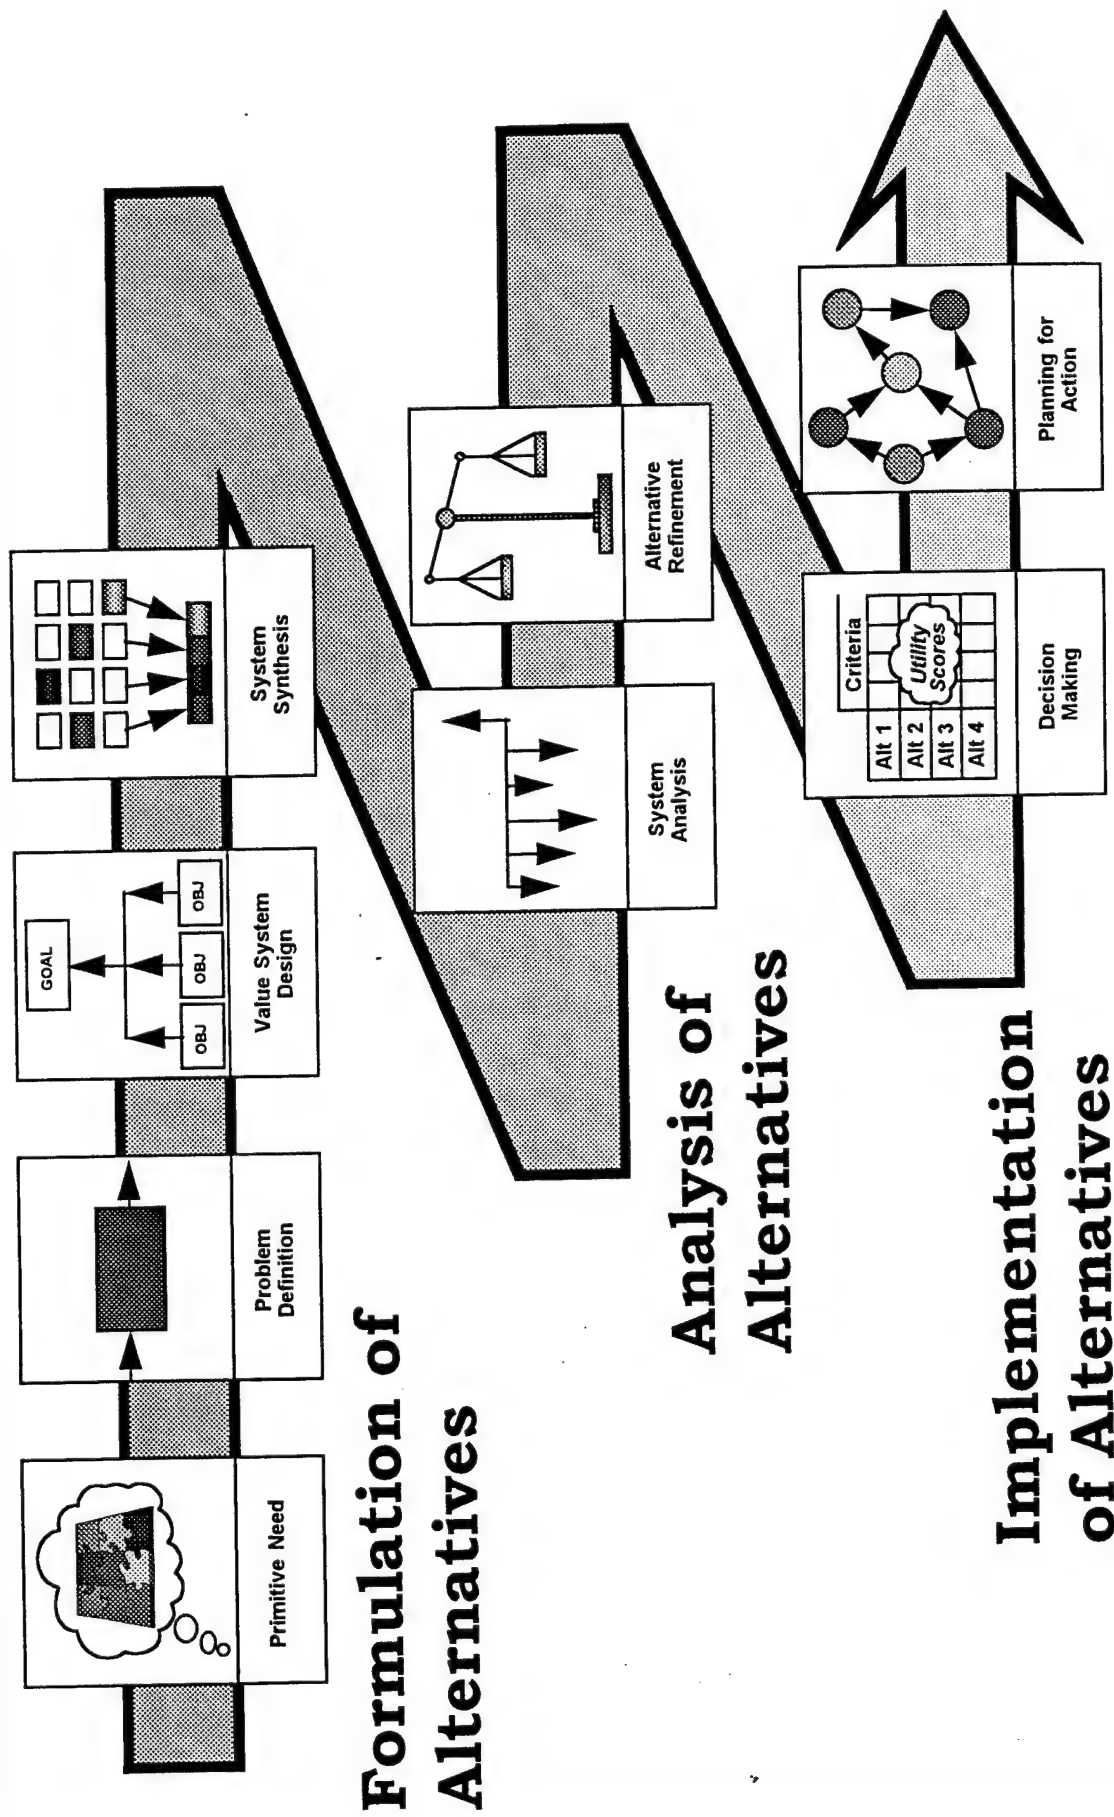 Primitive Need
Problem
Definition
GOAL
OBJ
OBJ
OBJ
Value System
Design
System
Synthesis
Formulation of
Alternatives
System
Analysis
Alternative
Refinement
Analysis of
Alternatives
Criteria
Alt 1
Alt 2
Alt 3
Alt 4
Utility
Scores
Decision
Making
Planning for
Action
Implementation
of Alternatives